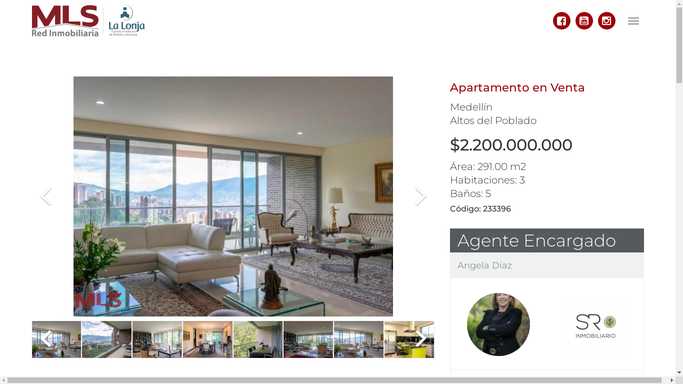 MLS
Red Inmobiliaria
La Lonja
Apartamento en Venta
Medellín
Altos del Poblado
$2.200.000.000
Área: 291.00 m2
Habitaciones: 3
Baños: 5
Código: 233396
Agente Encargado
Angela Diaz
MLS
SR
INMOBILIARIO